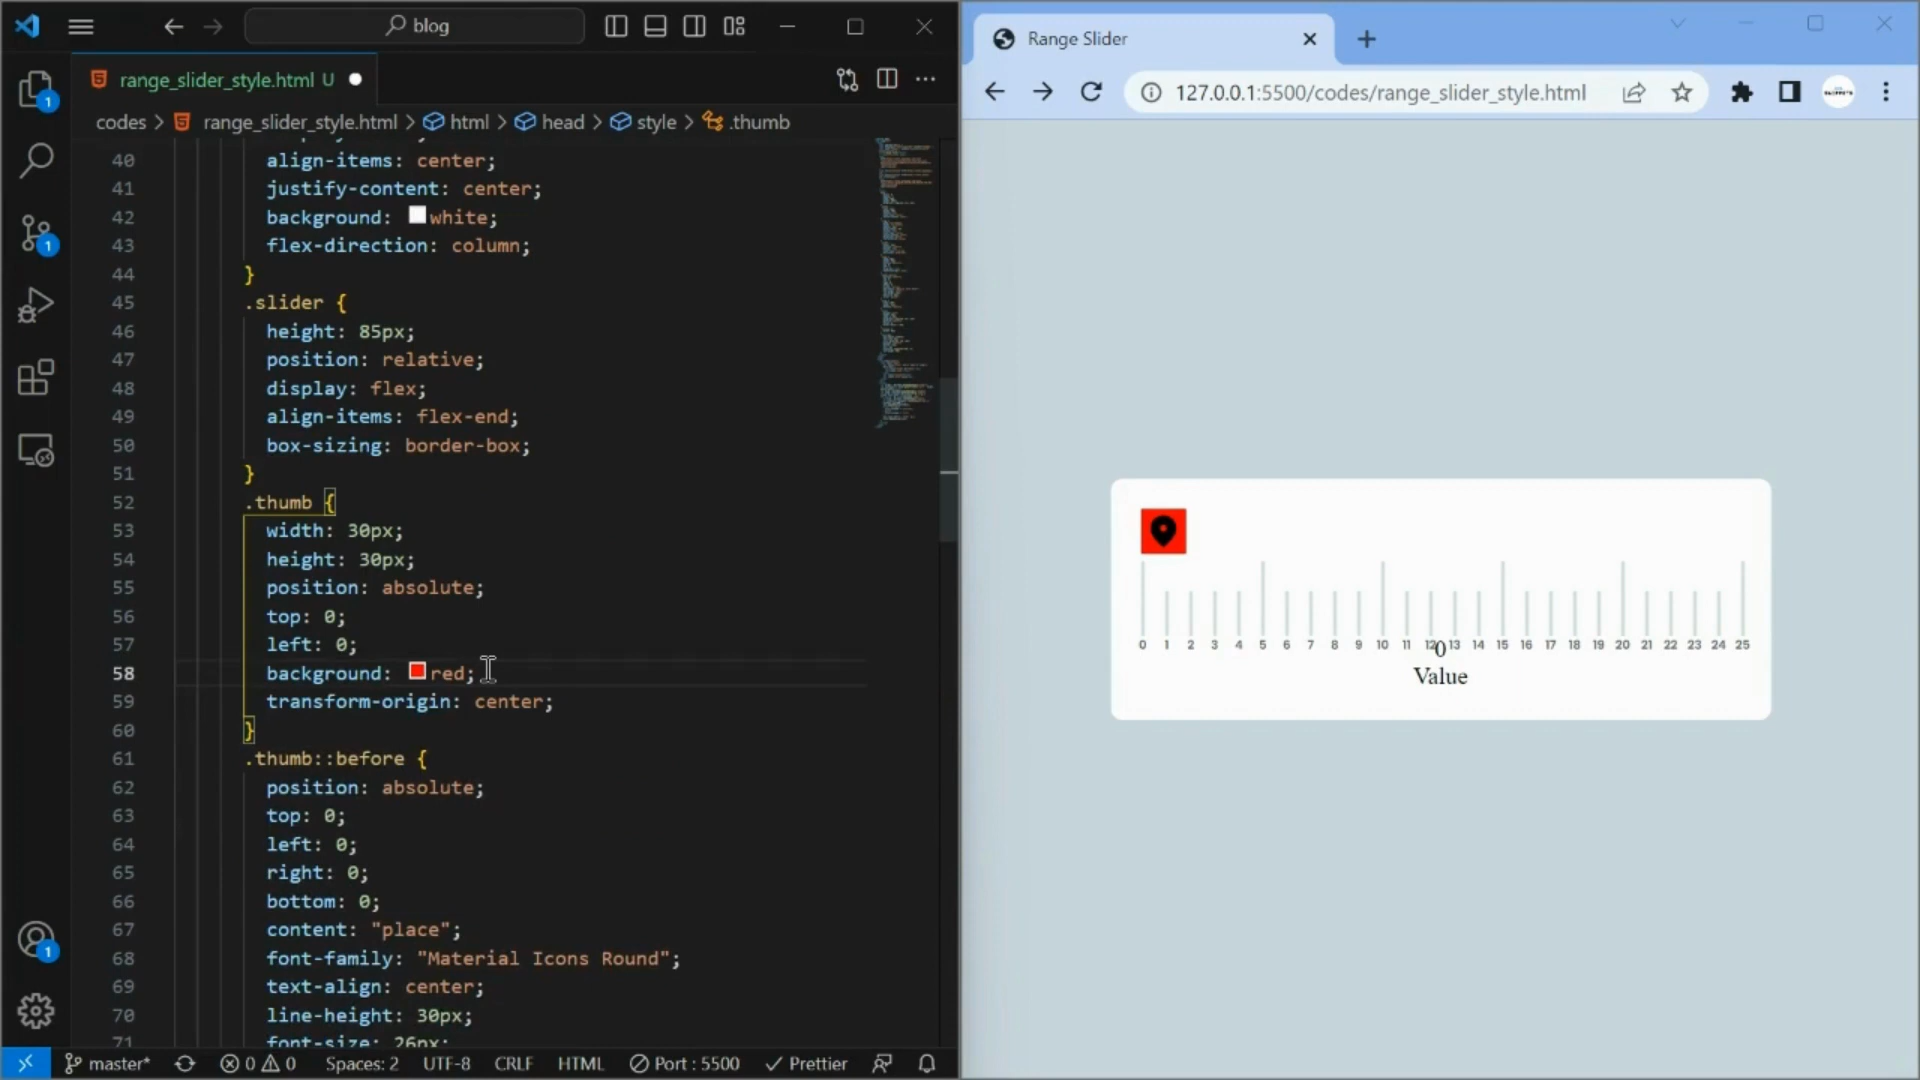 blog
range_slider_style.html U
codes > range_slider_style.html > html > head > style > .thumb
40 align-items: center;
41 justify-content: center;
42 background: white;
43 flex-direction: column;
44 }
45 .slider {
46 height: 85px;
47 position: relative;
48 display: flex;
49 align-items: flex-end;
50 box-sizing: border-box;
51 }
52 .thumb {
53 width: 30px;
54 height: 30px;
55 position: absolute;
56 top: 0;
57 left: 0;
58 background: red;
59 transform-origin: center;
60 }
61 .thumb::before {
62 position: absolute;
63 top: 0;
64 left: 0;
65 right: 0;
66 bottom: 0;
67 content: "place";
68 font-family: "Material Icons Round";
69 text-align: center;
70 line-height: 30px;
71 font-size: 26px;
1
1
1
master* 0 0 Spaces: 2 UTF-8 CRLF HTML Port : 5500 Prettier
Range Slider
127.0.0.1:5500/codes/range_slider_style.html
0 1 2 3 4 5 6 7 8 9 10 11 12 13 14 15 16 17 18 19 20 21 22 23 24 25
0
Value